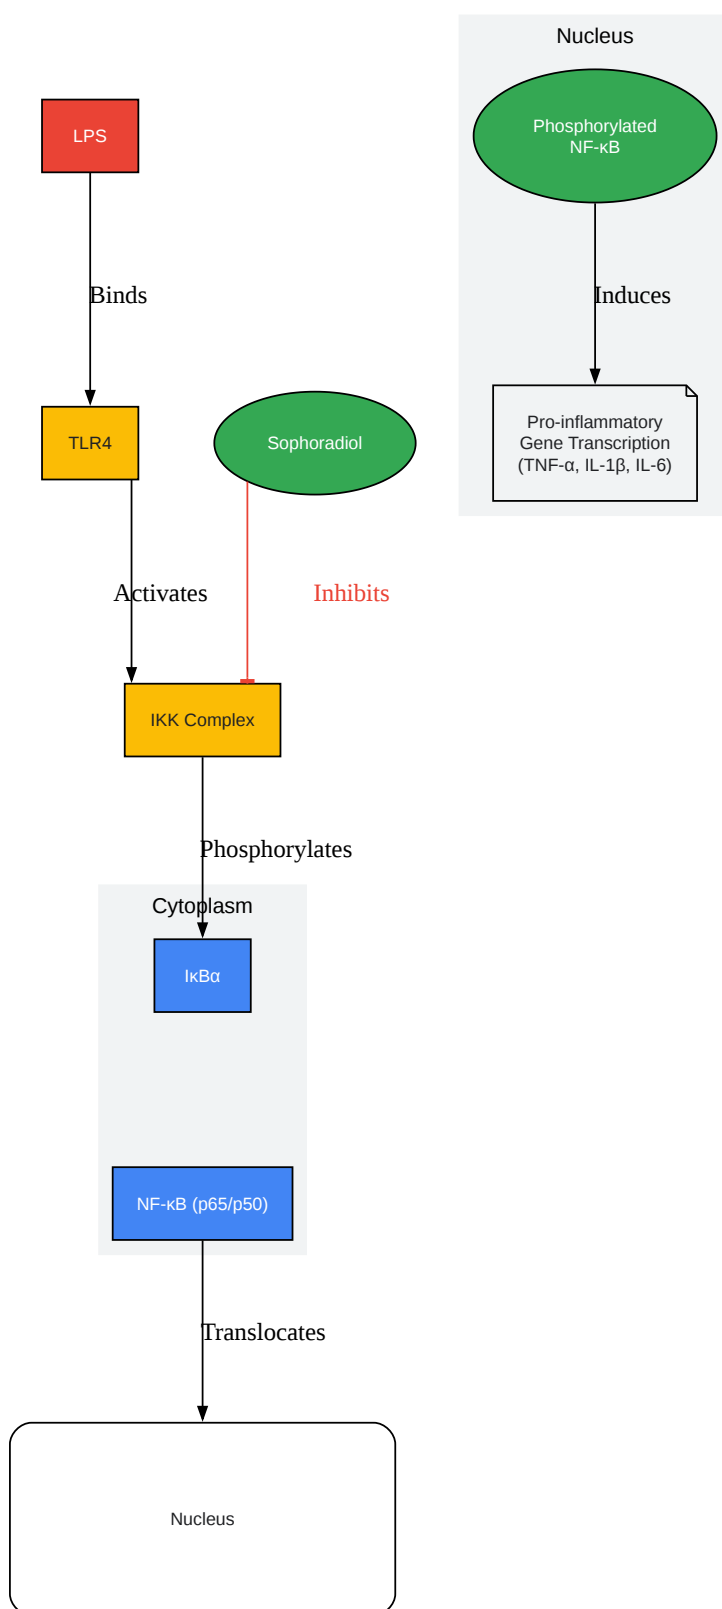 Nucleus
Phosphorylated
NF-κB
LPS
Binds
Induces
TLR4
Sophoradiol
Pro-inflammatory
Gene Transcription
(TNF-α, IL-1β, IL-6)
Activates
Inhibits
IKK Complex
Phosphorylates
Cytoplasm
IκBα
NF-κB (p65/p50)
Translocates
Nucleus